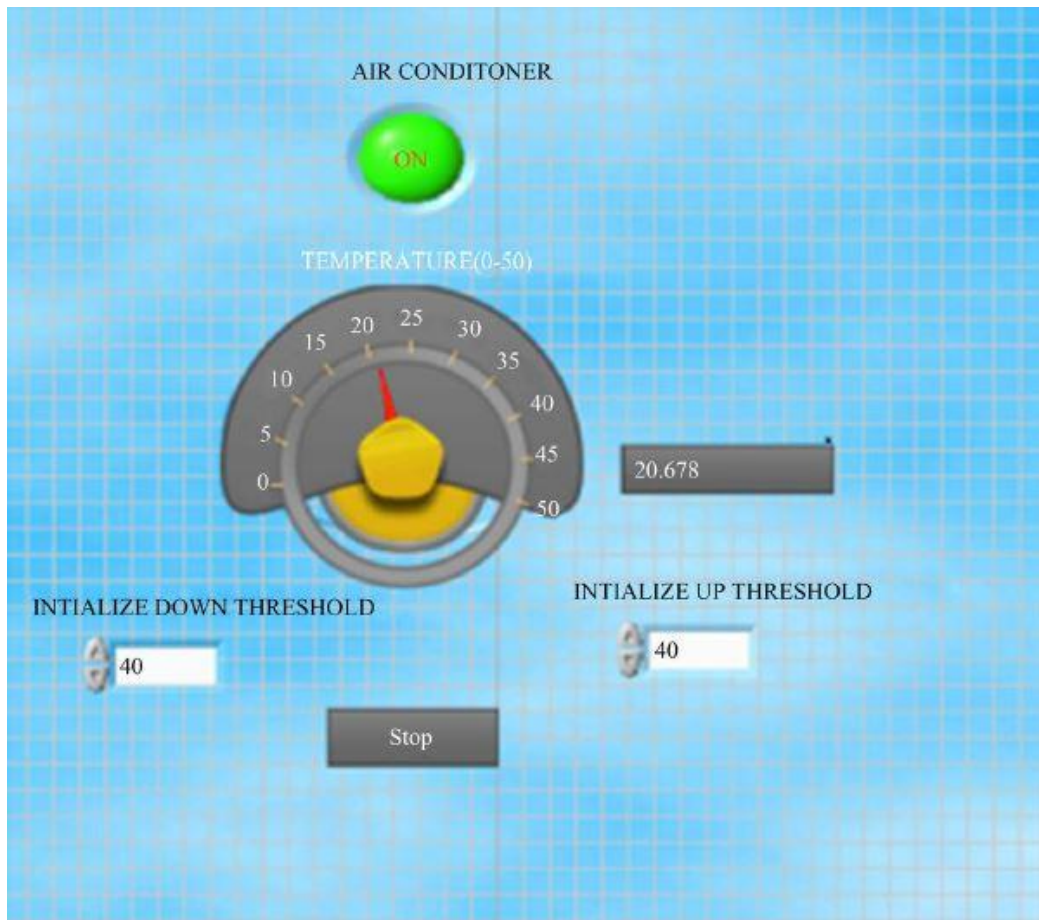 AIR CONDITONER
ON
TEMPERATURE(0-50)
0
5
10
15
20
25
30
35
40
45
50
20.678
INTIALIZE DOWN THRESHOLD
40
INTIALIZE UP THRESHOLD
40
Stop